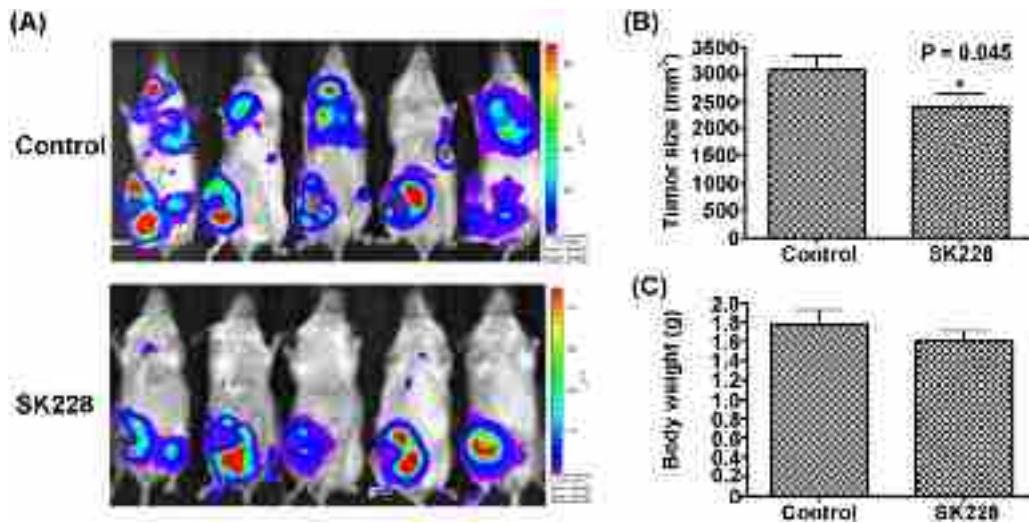 (A)
Control
SK228
(B)
Tumor size (mm³)
3500
3000
2500
2000
1500
1000
500
0
P = 0.045
*
Control
SK228
(C)
Body weight (g)
2.0
1.8
1.6
1.4
1.2
1.0
0.8
0.6
0.4
0.2
0
Control
SK228